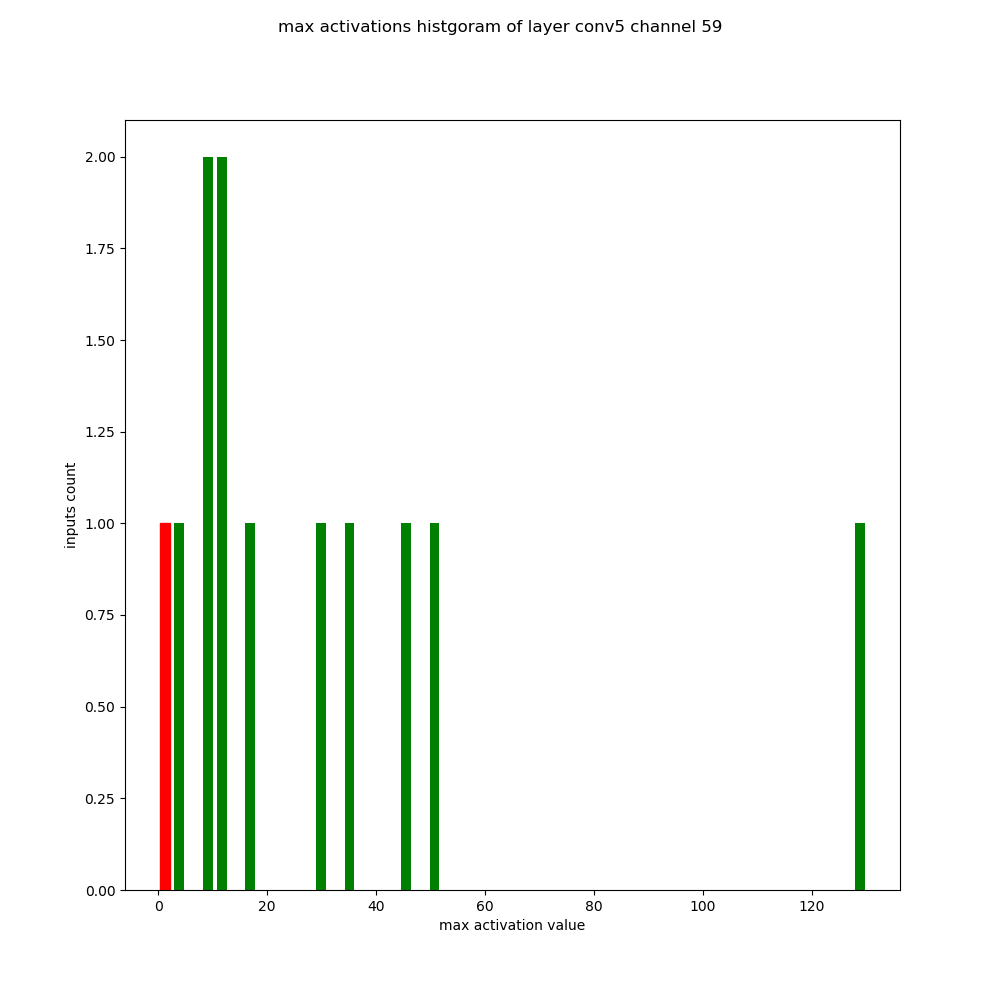 max activations histgoram of layer conv5 channel 59
2.00
1.75
1.50
1.25
1.00
0.75
0.50
0.25
0.00
inputs count
0 20 40 60 80 100 120
max activation value